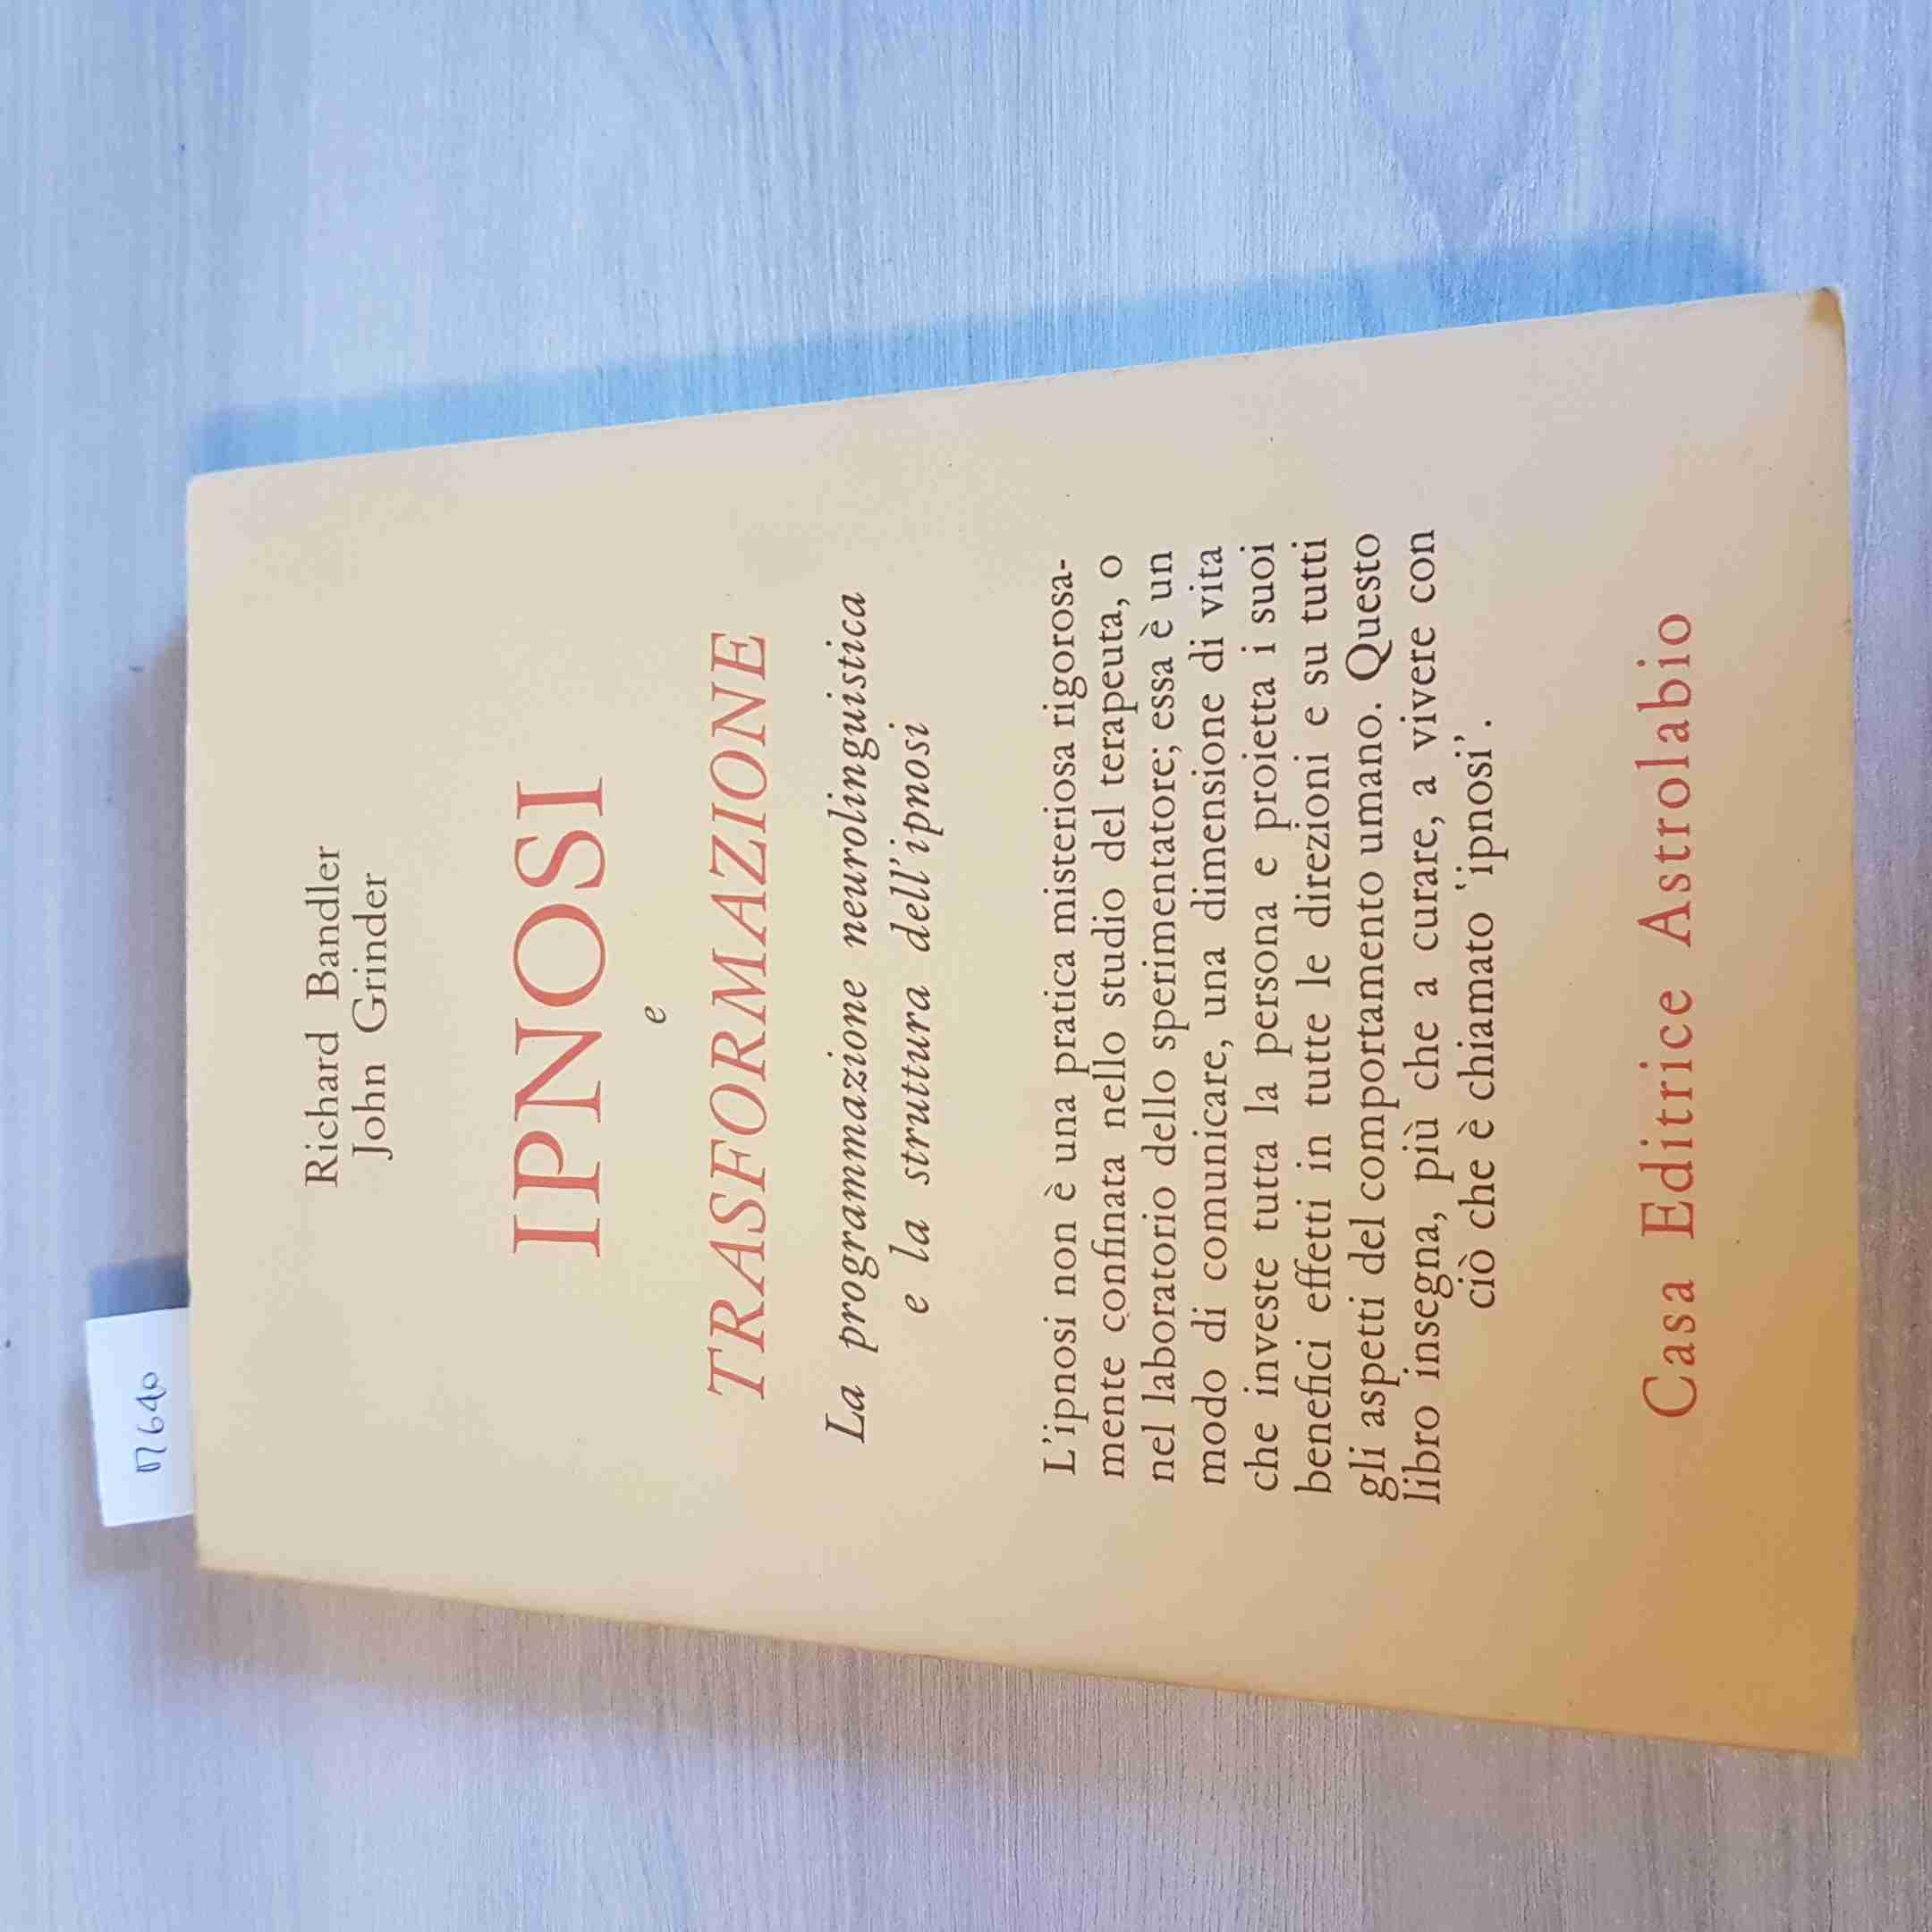 Richard Bandler
John Grinder
IPNOSI
e
TRASFORMAZIONE
La programmazione neurolinguistica
e la struttura dell'ipnosi
L'ipnosi non è una pratica misteriosa rigorosa-
mente confinata nello studio del terapeuta, o
nel laboratorio dello sperimentatore; essa è un
modo di comunicare, una dimensione di vita
che investe tutta la persona e proietta i suoi
benefici effetti in tutte le direzioni e su tutti
gli aspetti del comportamento umano. Questo
libro insegna, più che a curare, a vivere con
ciò che è chiamato 'ipnosi'.
Casa Editrice Astrolabio